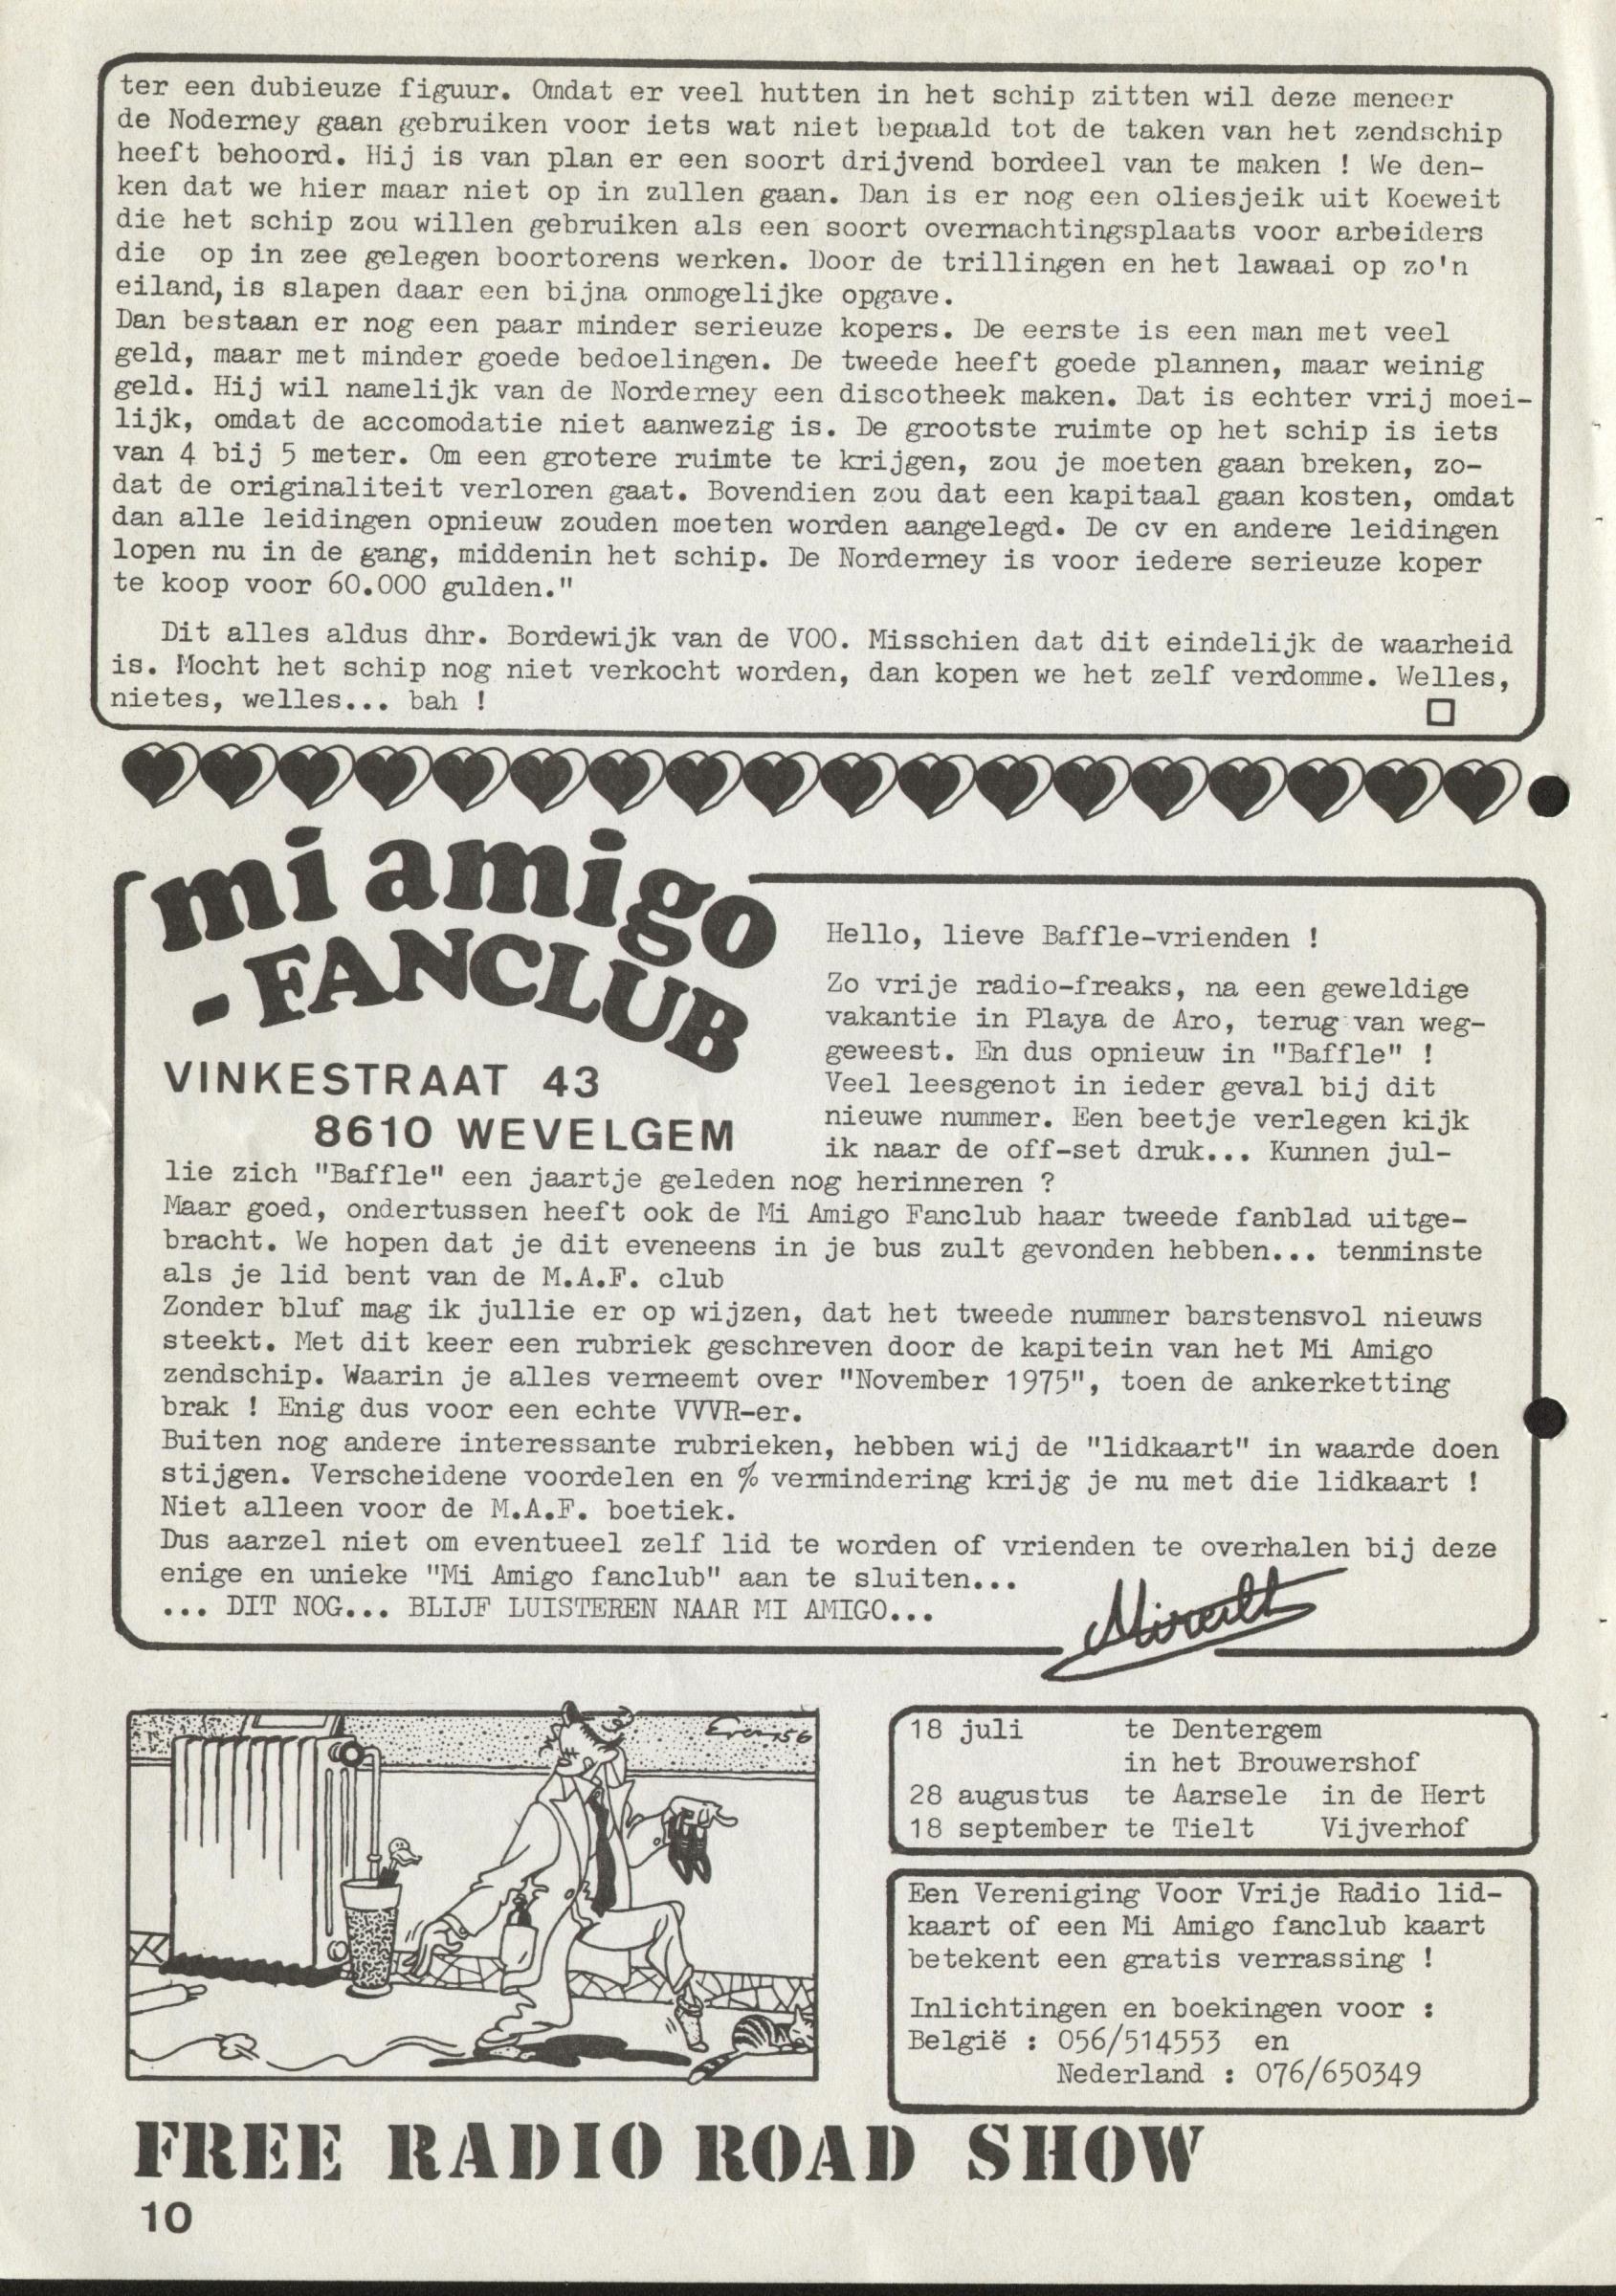 ter een dubieuze figuur. Omdat er veel hutten in het schip zitten wil deze meneer
de Noderney gaan gebruiken voor iets wat niet bepaald tot de taken van het zendschip
heeft behoord. Hij is van plan er een soort drijvend bordeel van te maken ! We den-
ken dat we hier maar niet op in zullen gaan. Dan is er nog een oliesjeik uit Koeweit
die het schip zou willen gebruiken als een soort overnachtingsplaats voor arbeiders
die op in zee gelegen boortorens werken. Door de trillingen en het lawaai op zo'n
eiland, is slapen daar een bijna onmogelijke opgave.
Dan bestaan er nog een paar minder serieuze kopers. De eerste is een man met veel
geld, maar met minder goede bedoelingen. De tweede heeft goede plannen, maar weinig
geld. Hij wil namelijk van de Norderney een discotheek maken. Dat is echter vrij moei-
lijk, omdat de accomodatie niet aanwezig is. De grootste ruimte op het schip is iets
van 4 bij 5 meter. Om een grotere ruimte te krijgen, zou je moeten gaan breken, zo-
dat de originaliteit verloren gaat. Bovendien zou dat een kapitaal gaan kosten, omdat
dan alle leidingen opnieuw zouden moeten worden aangelegd. De cv en andere leidingen
lopen nu in de gang, middenin het schip. De Norderney is voor iedere serieuze koper
te koop voor 60.000 gulden."
Dit alles aldus dhr. Bordewijk van de VOO. Misschien dat dit eindelijk de waarheid
is. Mocht het schip nog niet verkocht worden, dan kopen we het zelf verdomme. Welles,
nietes, welles... bah !
mi amigo
-FANCLUB
VINKESTRAAT 43
8610 WEVELGEM
Hello, lieve Baffle-vrienden !
Zo vrije radio-freaks, na een geweldige
vakantie in Playa de Aro, terug van weg-
geweest. En dus opnieuw in "Baffle" !
Veel leesgenot in ieder geval bij dit
nieuwe nummer. Een beetje verlegen kijk
ik naar de off-set druk... Kunnen jul-
lie zich "Baffle" een jaartje geleden nog herinneren ?
Maar goed, ondertussen heeft ook de Mi Amigo Fanclub haar tweede fanblad uitge-
bracht. We hopen dat je dit eveneens in je bus zult gevonden hebben... tenminste
als je lid bent van de M.A.F. club
Zonder bluf mag ik jullie er op wijzen, dat het tweede nummer barstensvol nieuws
steekt. Met dit keer een rubriek geschreven door de kapitein van het Mi Amigo
zendschip. Waarin je alles verneemt over "November 1975", toen de ankerketting
brak ! Enig dus voor een echte VVVR-er.
Buiten nog andere interessante rubrieken, hebben wij de "lidkaart" in waarde doen
stijgen. Verscheidene voordelen en % vermindering krijg je nu met die lidkaart !
Niet alleen voor de M.A.F. boetiek.
Dus aarzel niet om eventueel zelf lid te worden of vrienden te overhalen bij deze
enige en unieke "Mi Amigo fanclub" aan te sluiten...
... DIT NOG... BLIJF LUISTEREN NAAR MI AMIGO...
18 juli te Dentergem
in het Brouwershof
28 augustus te Aarsele in de Hert
18 september te Tielt Vijverhof
Een Vereniging Voor Vrije Radio lid-
kaart of een Mi Amigo fanclub kaart
betekent een gratis verrassing !
Inlichtingen en boekingen voor :
België : 056/514553 en
Nederland : 076/650349
FREE RADIO ROAD SHOW
10